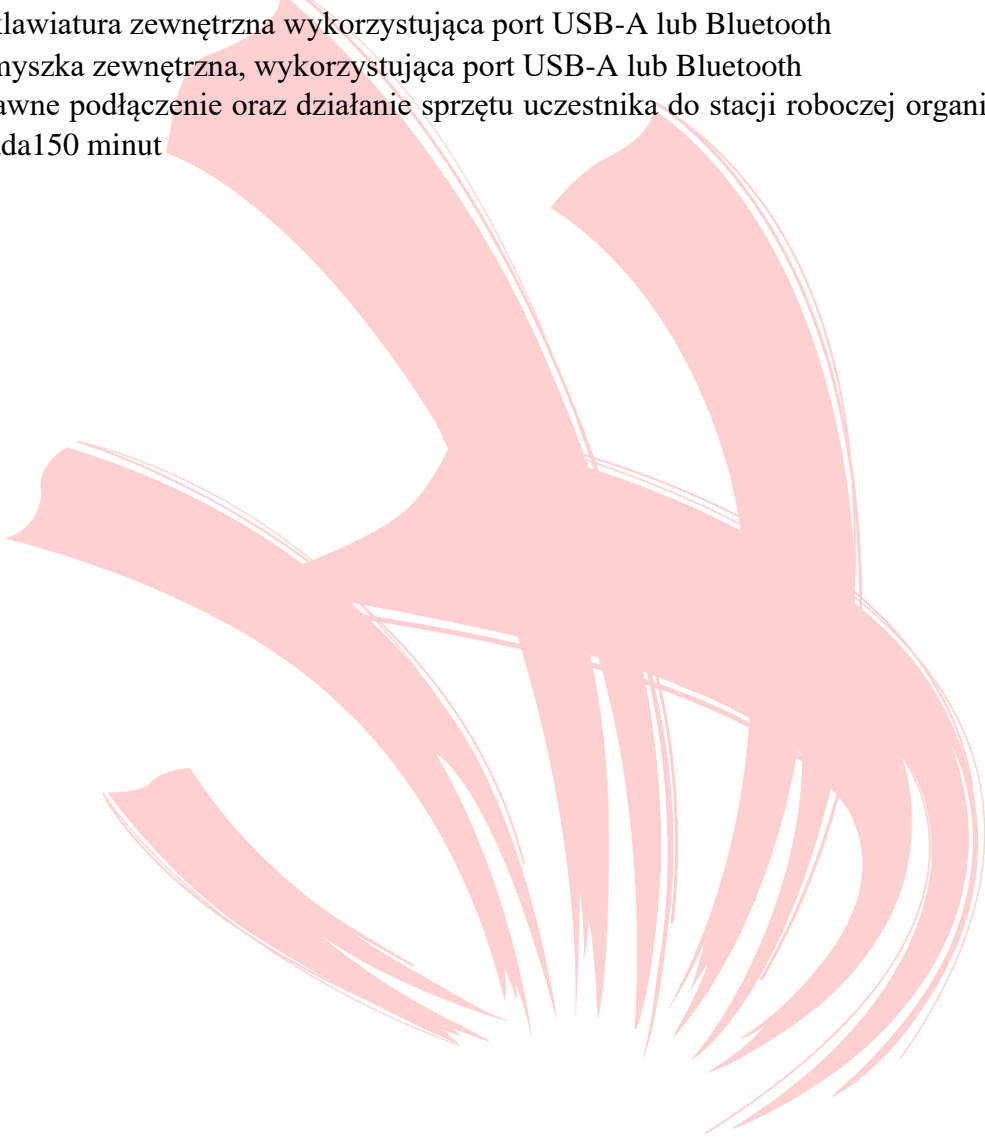 klawiatura zewnętrzna wykorzystująca port USB-A lub Bluetooth
myszka zewnętrzna, wykorzystująca port USB-A lub Bluetooth
awne podłączenie oraz działanie sprzętu uczestnika do stacji roboczej organi
da150 minut